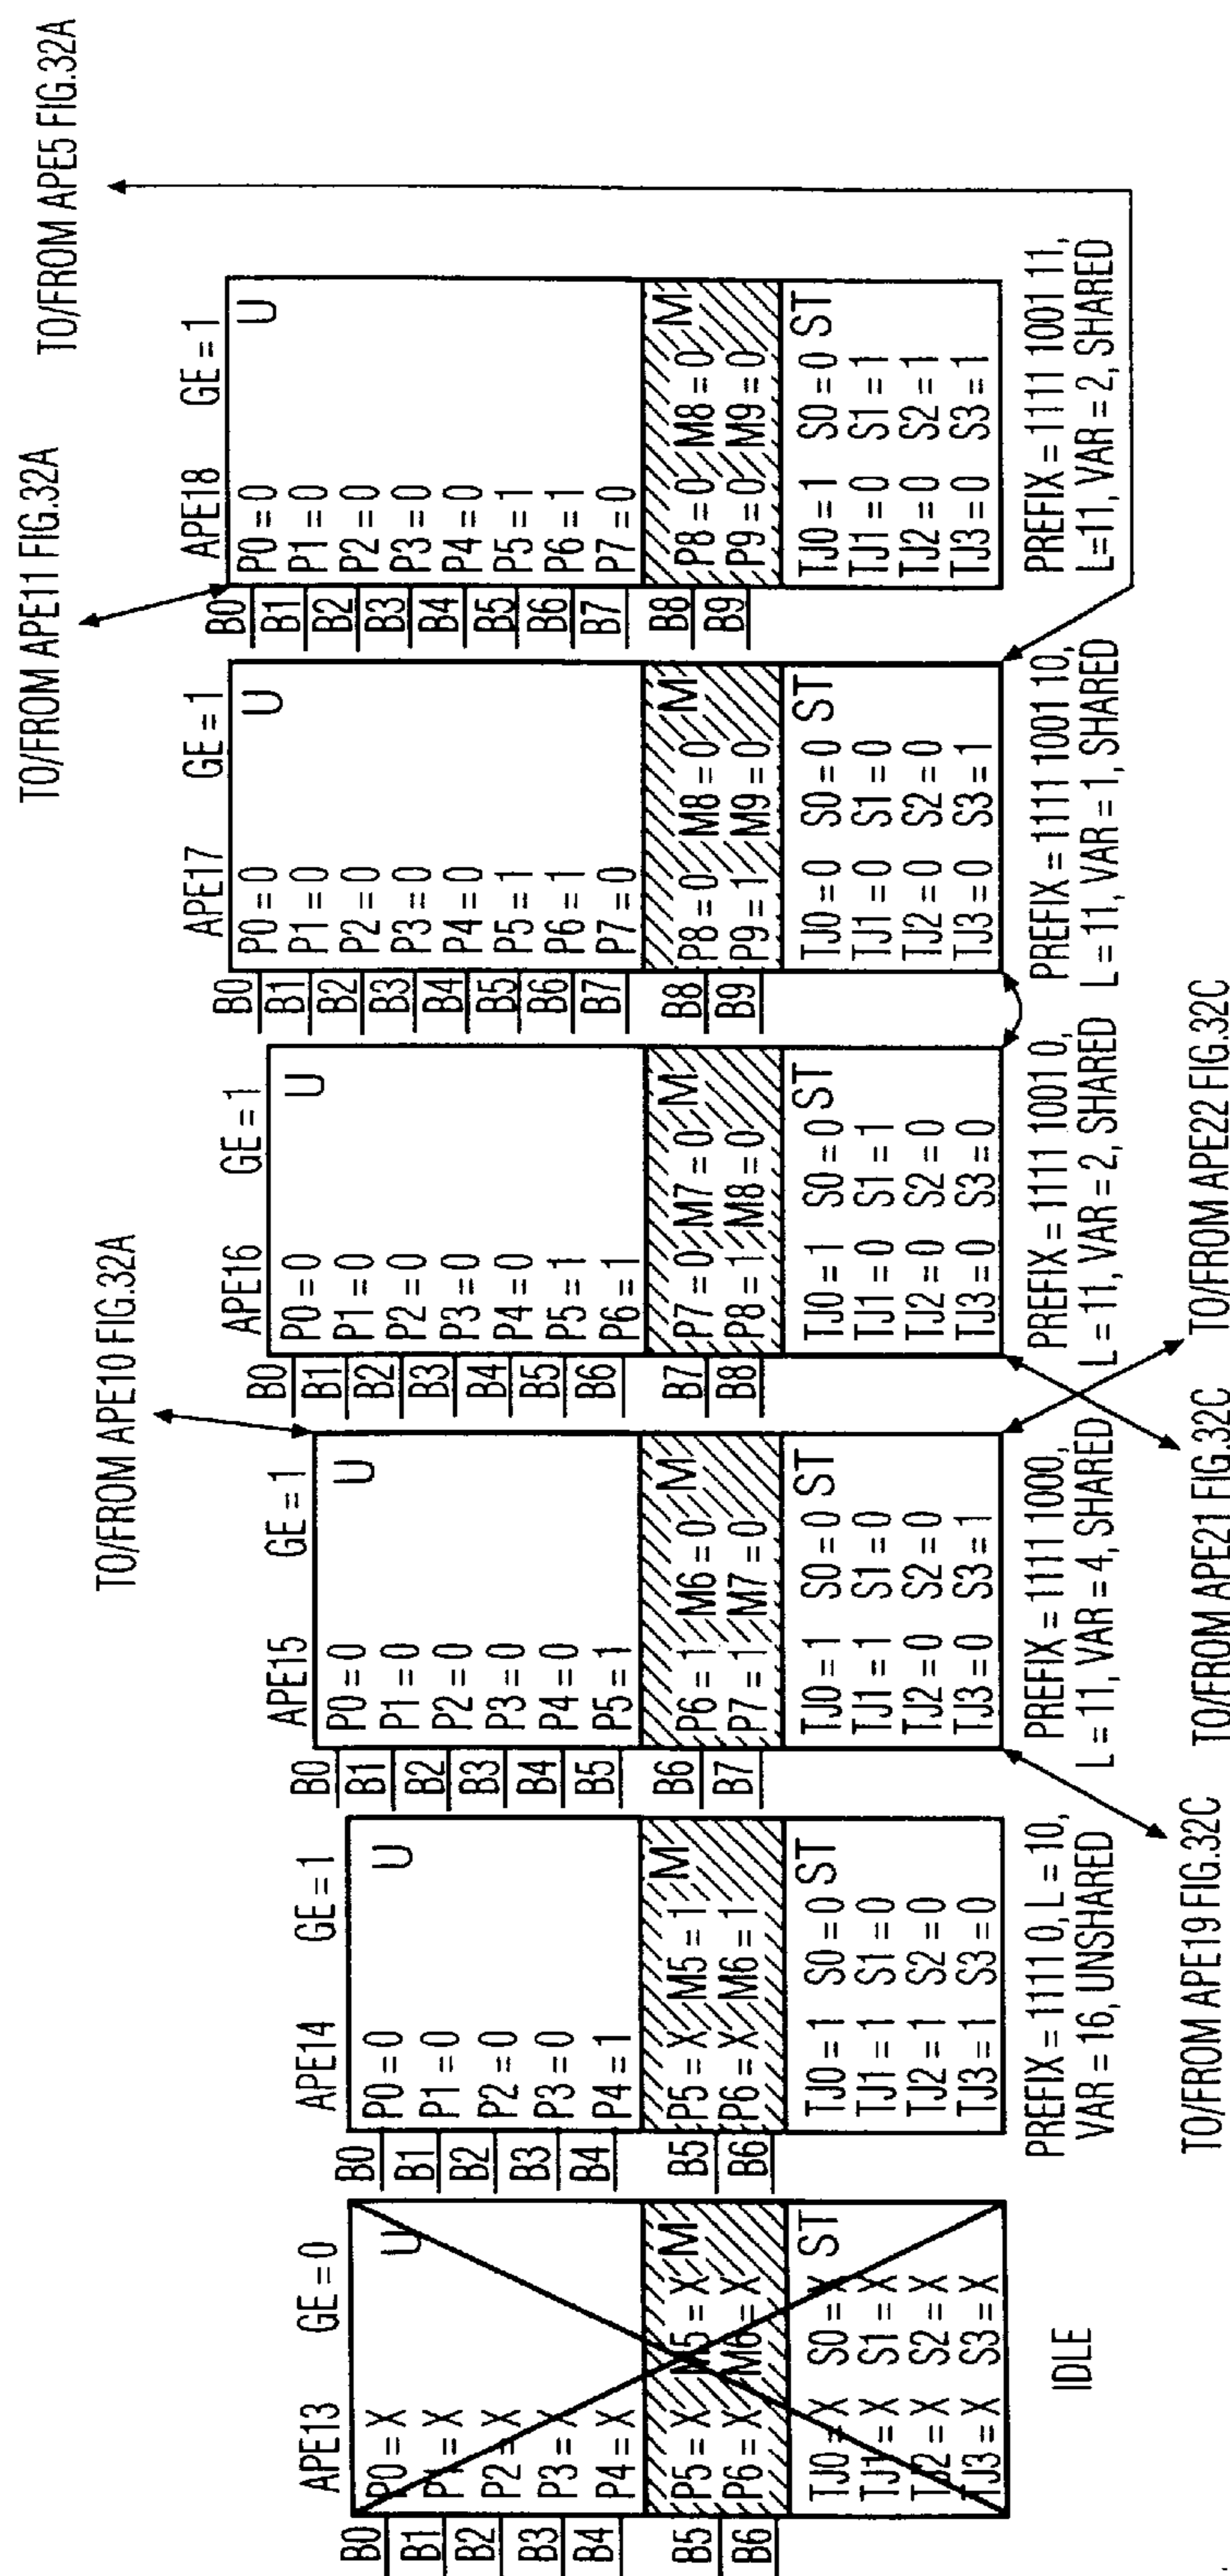 TO/FROM APE11 FIG.32A
TO/FROM APE5 FIG.32A
TO/FROM APE10 FIG.32A
APE13 GE = 0
B0 P0 = X U
B1 P1 = X
B2 P2 = X
B3 P3 = X
B4 P4 = X
B5 P5 = X M5 = X M
B6 P6 = X M6 = X
TJ0 = X S0 = X ST
TJ1 = X S1 = X
TJ2 = X S2 = X
TJ3 = X S3 = X
IDLE
APE14 GE = 1
B0 P0 = 0 U
B1 P1 = 0
B2 P2 = 0
B3 P3 = 0
B4 P4 = 1
B5 P5 = X M5 = 1 M
B6 P6 = X M6 = 1
TJ0 = 1 S0 = 0 ST
TJ1 = 1 S1 = 0
TJ2 = 1 S2 = 0
TJ3 = 1 S3 = 0
PREFIX = 1111 0, L = 10,
VAR = 16, UNSHARED
APE15 GE = 1
B0 P0 = 0 U
B1 P1 = 0
B2 P2 = 0
B3 P3 = 0
B4 P4 = 0
B5 P5 = 1
B6 P6 = 1 M6 = 0 M
B7 P7 = 1 M7 = 0
TJ0 = 1 S0 = 0 ST
TJ1 = 1 S1 = 0
TJ2 = 0 S2 = 0
TJ3 = 0 S3 = 1
PREFIX = 1111 1000,
L = 11, VAR = 4, SHARED
APE16 GE = 1
B0 P0 = 0 U
B1 P1 = 0
B2 P2 = 0
B3 P3 = 0
B4 P4 = 0
B5 P5 = 1
B6 P6 = 1
B7 P7 = 0 M7 = 0 M
B8 P8 = 1 M8 = 0
TJ0 = 1 S0 = 0 ST
TJ1 = 0 S1 = 1
TJ2 = 0 S2 = 0
TJ3 = 0 S3 = 0
PREFIX = 1111 1001 0,
L = 11, VAR = 2, SHARED
APE17 GE = 1
B0 P0 = 0 U
B1 P1 = 0
B2 P2 = 0
B3 P3 = 0
B4 P4 = 0
B5 P5 = 1
B6 P6 = 1
B7 P7 = 0
B8 P8 = 0 M8 = 0 M
B9 P9 = 1 M9 = 0
TJ0 = 0 S0 = 0 ST
TJ1 = 0 S1 = 0
TJ2 = 0 S2 = 0
TJ3 = 0 S3 = 1
PREFIX = 1111 1001 10,
L = 11, VAR = 1, SHARED
APE18 GE = 1
B0 P0 = 0 U
B1 P1 = 0
B2 P2 = 0
B3 P3 = 0
B4 P4 = 0
B5 P5 = 1
B6 P6 = 1
B7 P7 = 0
B8 P8 = 0 M8 = 0 M
B9 P9 = 0 M9 = 0
TJ0 = 1 S0 = 0 ST
TJ1 = 0 S1 = 1
TJ2 = 0 S2 = 1
TJ3 = 0 S3 = 1
PREFIX = 1111 1001 11,
L=11, VAR = 2, SHARED
TO/FROM APE19 FIG.32C
TO/FROM APE21 FIG.32C
TO/FROM APE22 FIG.32C